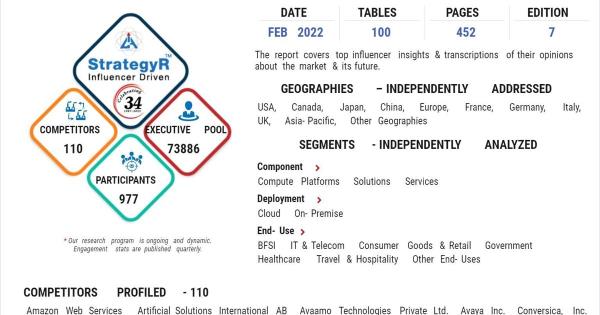 DATE TABLES PAGES EDITION
FEB 2022 100 452 7
The report covers top influencer insights & transcriptions of their opinions
about the market & its future.
StrategyR
Influencer Driven
Celebrating
34
COMPETITORS
110
EXECUTIVE POOL
73886
PARTICIPANTS
977
* Our research program is ongoing and dynamic.
Engagement stats are published quarterly.
GEOGRAPHIES – INDEPENDENTLY ADDRESSED
USA, Canada, Japan, China, Europe, France, Germany, Italy,
UK, Asia- Pacific, Other Geographies
SEGMENTS - INDEPENDENTLY ANALYZED
Component
Compute Platforms Solutions Services
Deployment
Cloud On- Premise
End- Use
BFSI IT & Telecom Consumer Goods & Retail Government
Healthcare Travel & Hospitality Other End- Uses
COMPETITORS PROFILED - 110
Amazon Web Services Artificial Solutions International AB Avaamo Technologies Private Ltd. Avaya Inc. Conversica, Inc.